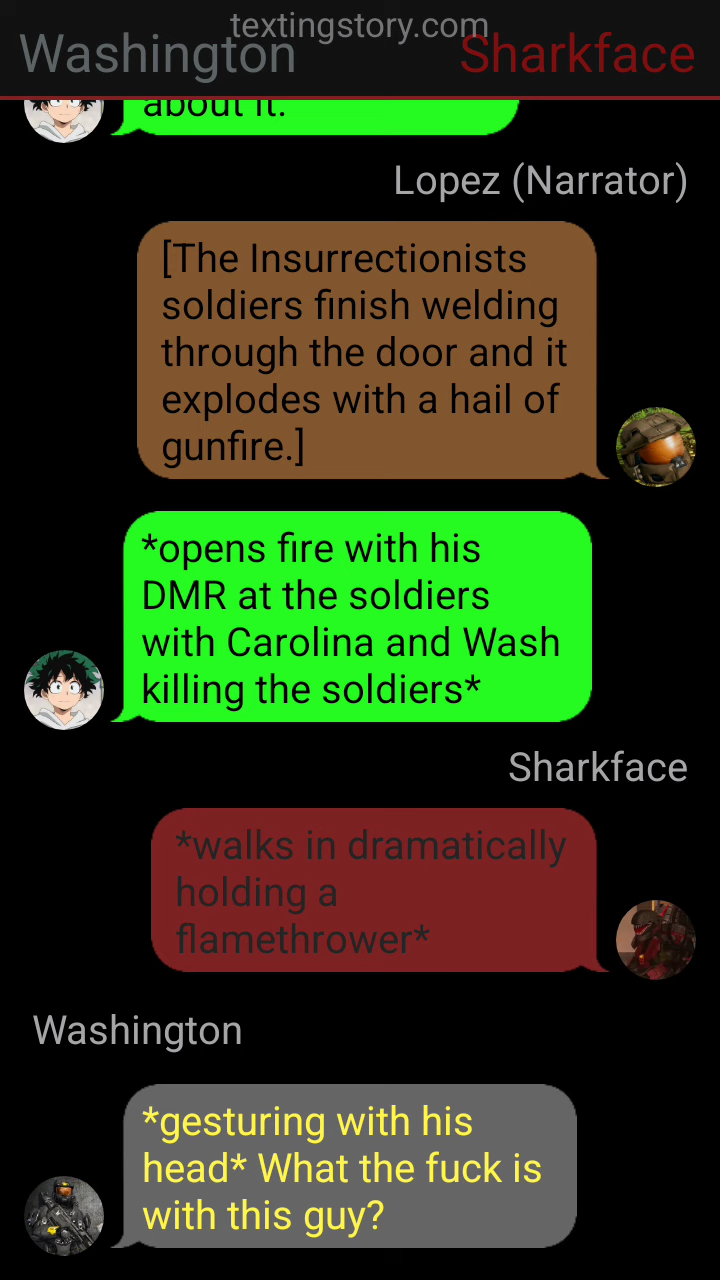 textingstory.com
Washington Sharkface
about it.
Lopez (Narrator)
[The Insurrectionists
soldiers finish welding
through the door and it
explodes with a hail of
gunfire.]
*opens fire with his
DMR at the soldiers
with Carolina and Wash
killing the soldiers*
Sharkface
*walks in dramatically
holding a
flamethrower*
Washington
*gesturing with his
head* What the fuck is
with this guy?